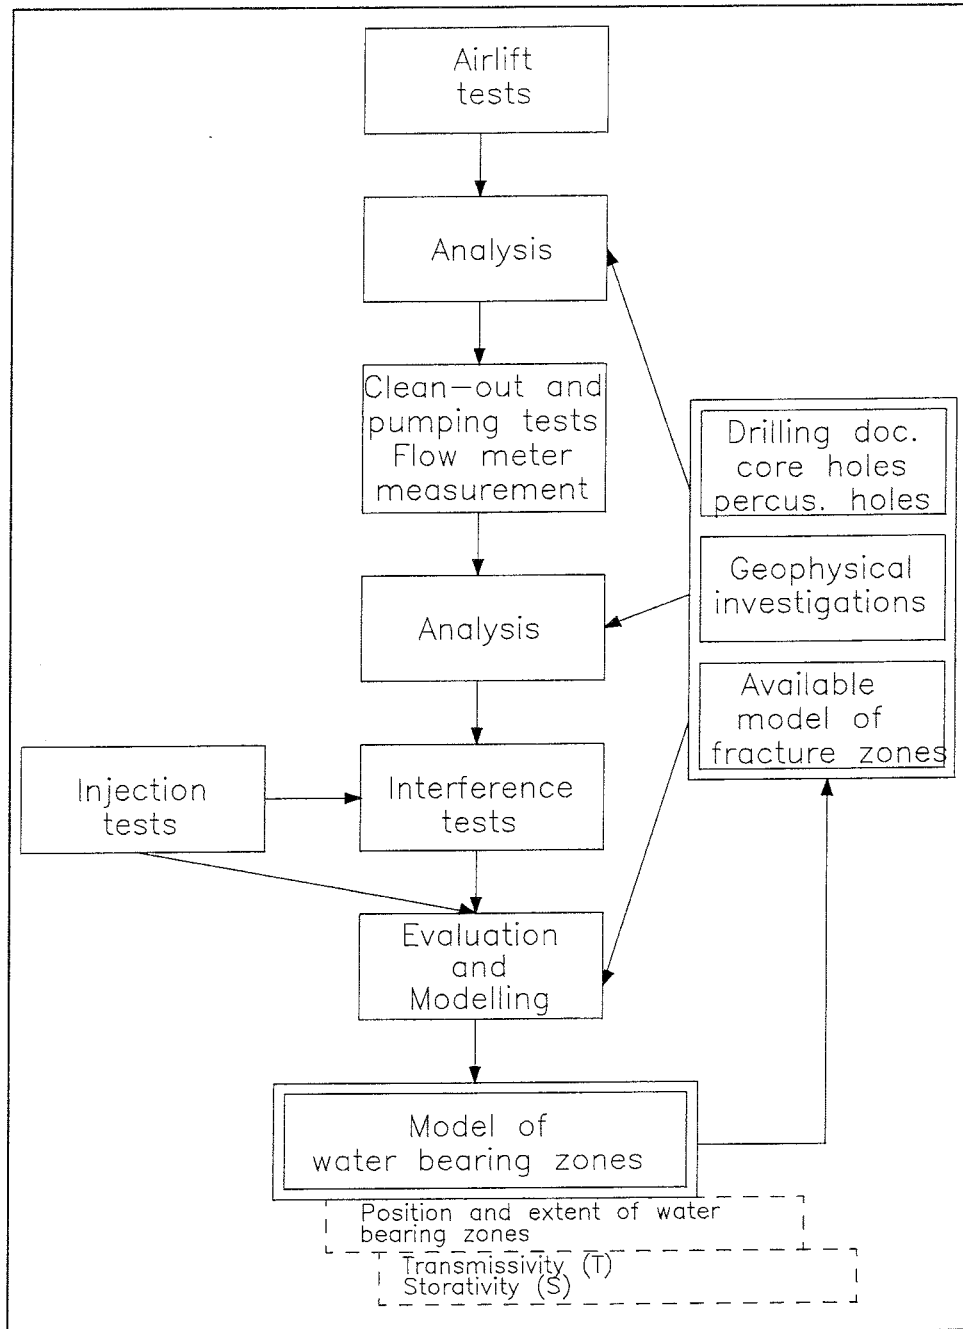 Airlift
tests
Analysis
Clean-out and
pumping tests
Flow meter
measurement
Drilling doc.
core holes
percus. holes
Geophysical
investigations
Analysis
Available
model of
fracture zones
Injection
tests
Interference
tests
Evaluation
and
Modelling
Model of
water bearing zones
Position and extent of water
bearing zones
Transmissivity (T)
Storativity (S)